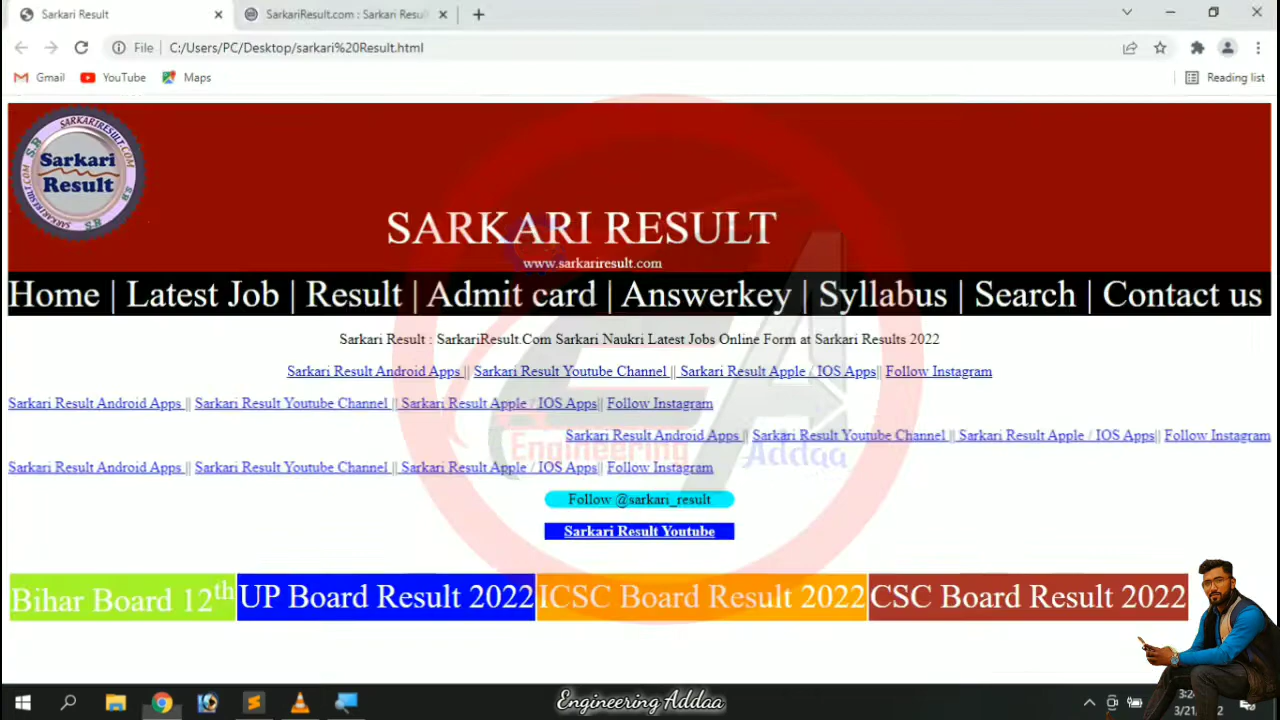 Sarkari Result
SarkariResult.com : Sarkari Resu
File
C:/Users/PC/Desktop/sarkari%20Result.html
Gmail
YouTube
Maps
Reading list
SARKARIRESULT.COM
S.R
Sarkari
Result
S.R
SARKARIRESULT.COM
S.R
SARKARI RESULT
www.sarkariresult.com
Home | Latest Job | Result | Admit card | Answerkey | Syllabus | Search | Contact us
Sarkari Result : SarkariResult.Com Sarkari Naukri Latest Jobs Online Form at Sarkari Results 2022
Sarkari Result Android Apps || Sarkari Result Youtube Channel || Sarkari Result Apple / IOS Apps|| Follow Instagram
Sarkari Result Android Apps || Sarkari Result Youtube Channel || Sarkari Result Apple / IOS Apps|| Follow Instagram
Sarkari Result Android Apps || Sarkari Result Youtube Channel || Sarkari Result Apple / IOS Apps|| Follow Instagram
Engineering Addaa
Sarkari Result Android Apps || Sarkari Result Youtube Channel || Sarkari Result Apple / IOS Apps|| Follow Instagram
Follow @sarkari_result
Sarkari Result Youtube
Bihar Board 12th UP Board Result 2022 ICSC Board Result 2022 CSC Board Result 2022
Engineering Addaa